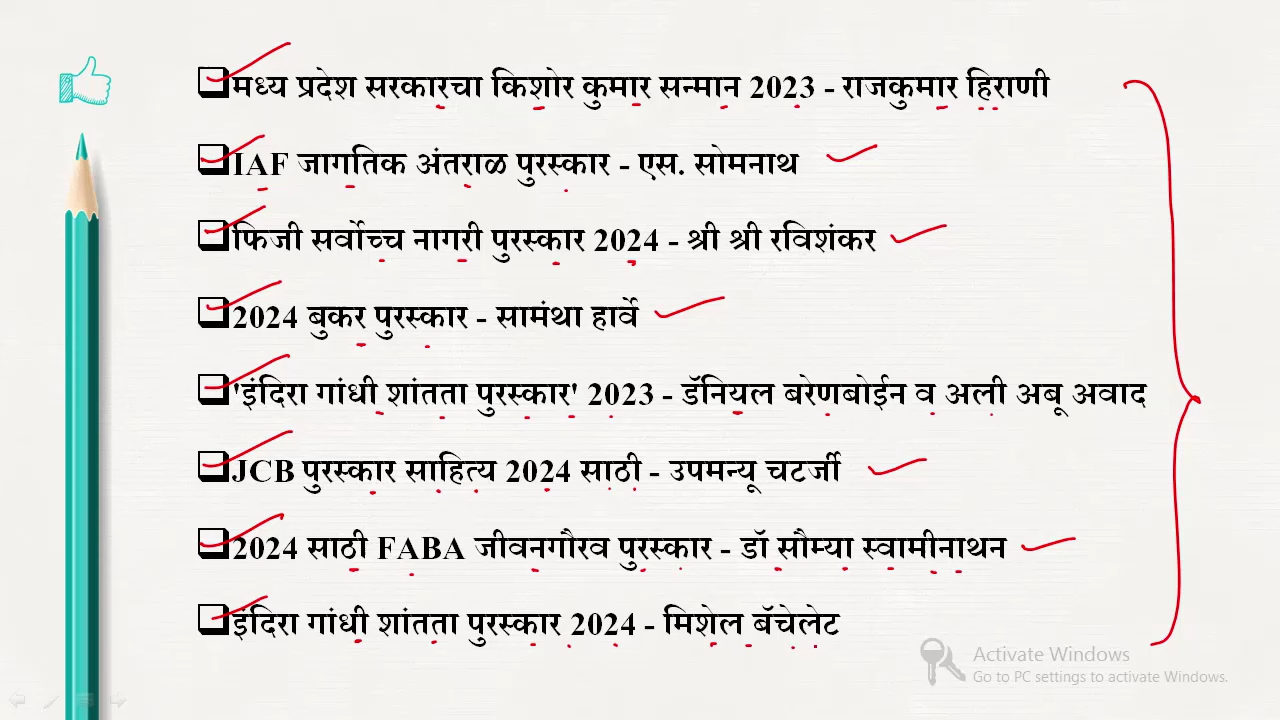 मध्य प्रदेश सरकारचा किशोर कुमार सन्मान 2023 - राजकुमार हिराणी
IAF जागतिक अंतराळ पुरस्कार - एस. सोमनाथ
फिजी सर्वोच्च नागरी पुरस्कार 2024 - श्री श्री रविशंकर
2024 बुकर पुरस्कार - सामंथा हार्वे
'इंदिरा गांधी शांतता पुरस्कार' 2023 - डॅनियल बरेणबोईन व अली अबू अवाद
JCB पुरस्कार साहित्य 2024 साठी - उपमन्यू चटर्जी
2024 साठी FABA जीवनगौरव पुरस्कार - डॉ सौम्या स्वामीनाथन
इंदिरा गांधी शांतता पुरस्कार 2024 - मिशेल बॅचेलेट
Activate Windows
Go to PC settings to activate Windows.